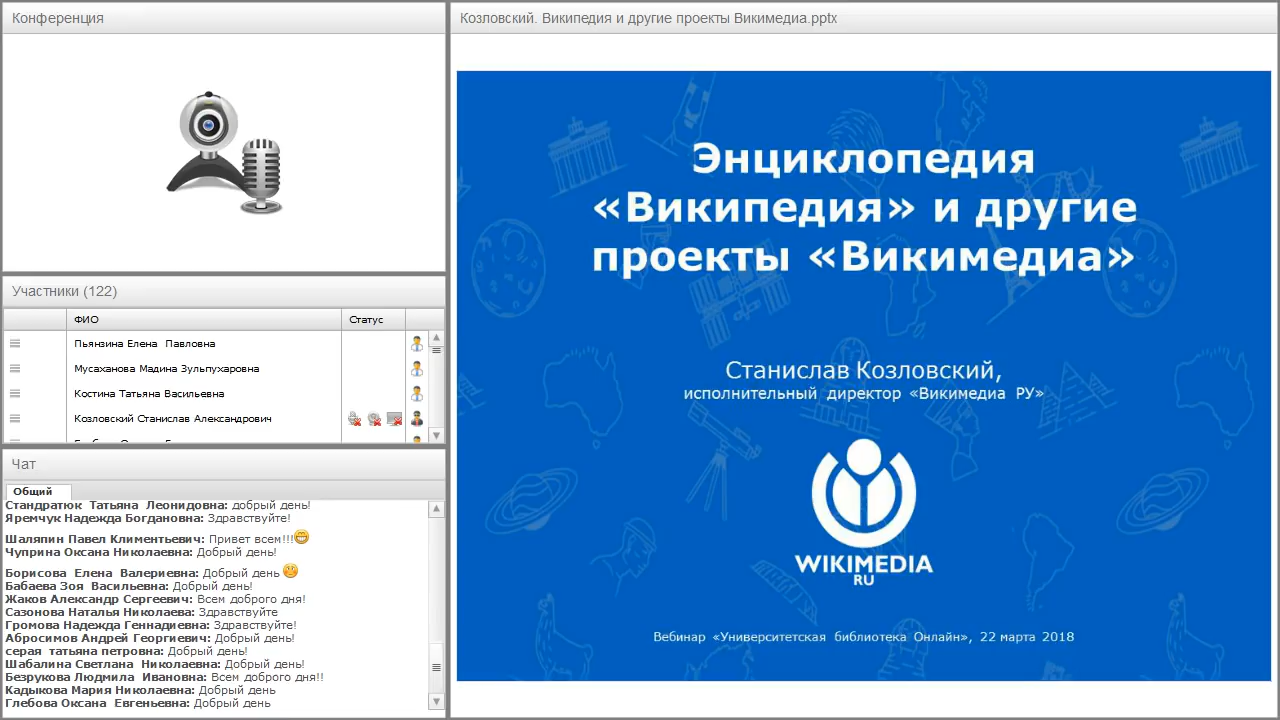 Конференция
Участники (122)
ФИО
Статус
Пьянзина Елена Павловна
Мусаханова Мадина Зульпухаровна
Костина Татьяна Васильевна
Козловский Станислав Александрович
Чат
Общий
Стандратюк Татьяна Леонидовна: добрый день!
Яремчук Надежда Богдановна: Здравствуйте!
Шаляпин Павел Климентьевич: Привет всем!!!
Чуприна Оксана Николаевна: Добрый день!
Борисова Елена Валериевна: Добрый день
Бабаева Зоя Васильевна: Добрый день!
Жаков Александр Сергеевич: Всем доброго дня!
Сазонова Наталья Николаева: Здравствуйте
Громова Надежда Геннадиевна: Здравствуйте!
Абросимов Андрей Георгиевич: Добрый день!
серая татьяна петровна: Добрый день!
Шабалина Светлана Николаевна: Добрый день!
Безрукова Людмила Ивановна: Всем доброго дня!!
Кадыкова Мария Николаевна: Добрый день
Глебова Оксана Евгеньевна: Добрый день
Козловский. Википедия и другие проекты Викимедиа.pptx
Энциклопедия
«Википедия» и другие
проекты «Викимедиа»
Станислав Козловский,
исполнительный директор «Викимедиа РУ»
WIKIMEDIA
RU
Вебинар «Университетская библиотека Онлайн», 22 марта 2018